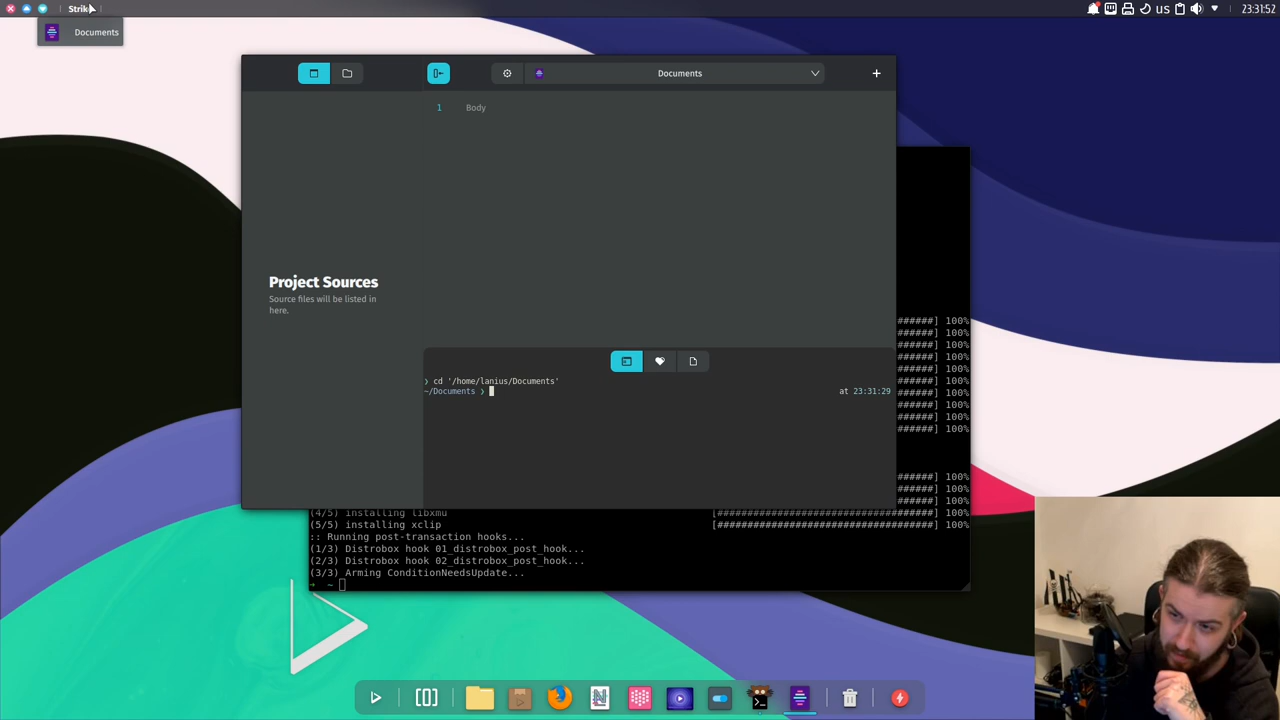 Strike
us
23:31:52
Documents
Documents
1 Body
Project Sources
Source files will be listed in
here.
❯ cd '/home/lanius/Documents'
~/Documents ❯
at 23:31:29
######] 100%
######] 100%
######] 100%
######] 100%
######] 100%
######] 100%
######] 100%
######] 100%
######] 100%
######] 100%
######] 100%
######] 100%
######] 100%
(4/5) installing libxmu [#####################################] 100%
(5/5) installing xclip [#####################################] 100%
:: Running post-transaction hooks...
(1/3) Distrobox hook 01_distrobox_post_hook...
(2/3) Distrobox hook 02_distrobox_post_hook...
(3/3) Arming ConditionNeedsUpdate...
→ ~